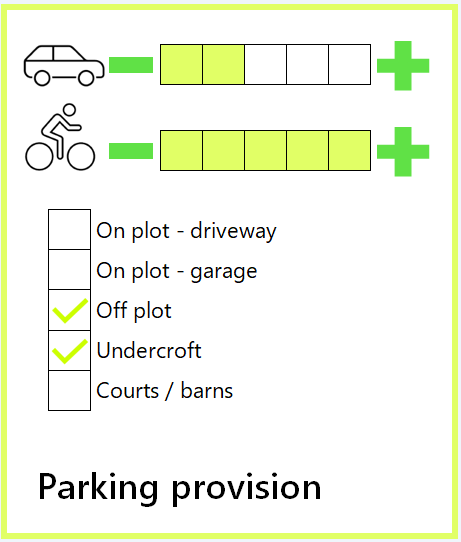 On plot - driveway
On plot - garage
Off plot
Undercroft
Courts / barns
Parking provision